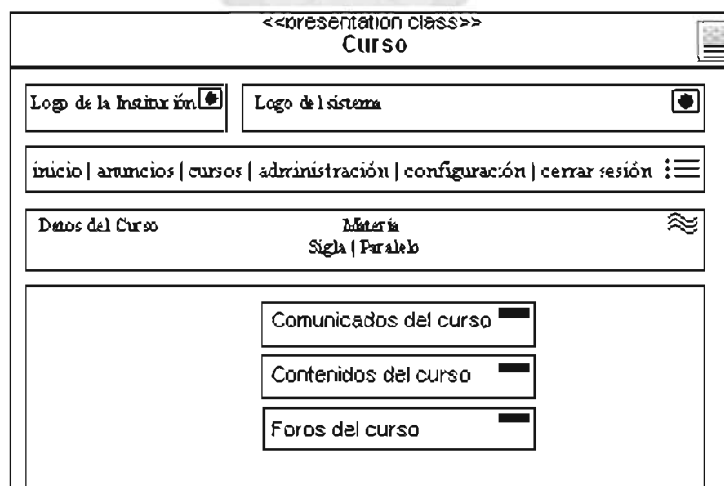 <<presentation class>>
Curso
Logo de la Institución
Logo del sistema
inicio | anuncios | cursos | administración | configuración | cerrar sesión
Datos del Curso
Materia
Sigla | Paralelo
Comunicados del curso
Contenidos del curso
Foros del curso